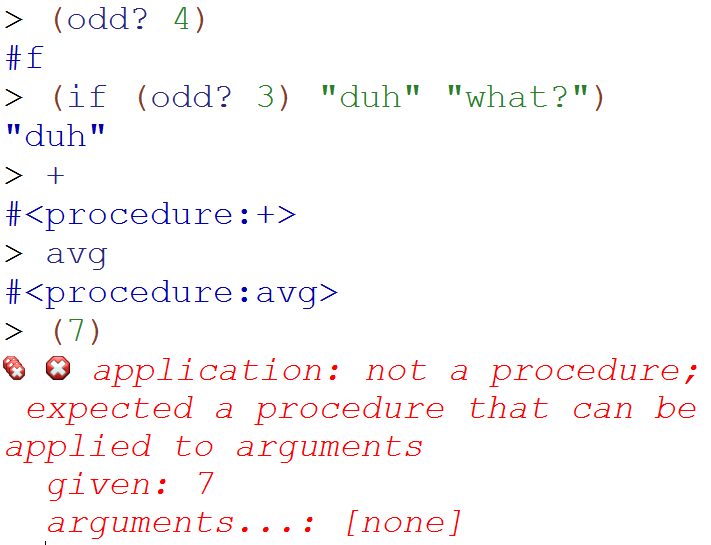 > (odd? 4)
#f
> (if (odd? 3) "duh" "what?")
"duh"
> +
#<procedure:+>
> avg
#<procedure:avg>
> (7)
application: not a procedure;
expected a procedure that can be
applied to arguments
given: 7
arguments...: [none]